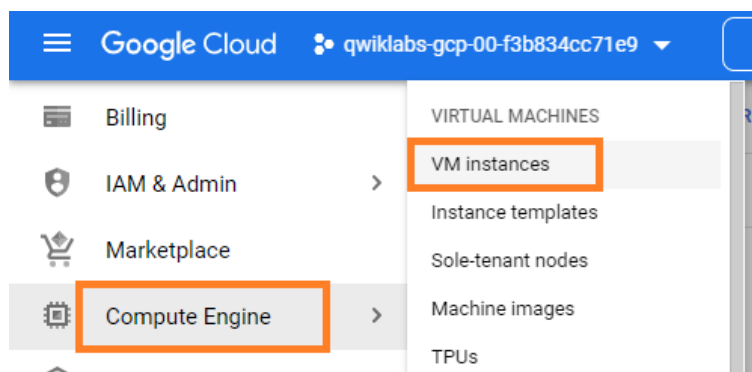 Google Cloud qwiklabs-gcp-00-f3b834cc71e9
Billing
IAM & Admin
Marketplace
Compute Engine
VIRTUAL MACHINES
VM instances
Instance templates
Sole-tenant nodes
Machine images
TPUs